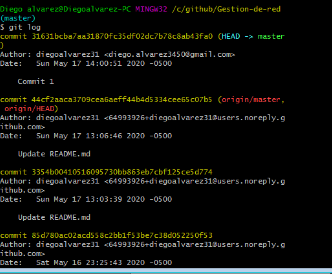 Diego alvarez@Diegoalvarez-PC MINGW32 /c/github/Gestion-de-red
(master)
$ git log
commit 31631bcba7aa31870fc35df02dc7b78c8ab43fa0 (HEAD -> master
)
Author: diegoalvarez31 <diego.alvarez3450@gmail.com>
Date:   Sun May 17 14:00:51 2020 -0500
Commit 1
commit 44cf2aaca3709cea6aeff44b4d5334cee65c07b5 (origin/master,
origin/HEAD)
Author: diegoalvarez31 <64993926+diegoalvarez31@users.noreply.g
ithub.com>
Date:   Sun May 17 13:06:46 2020 -0500
Update README.md
commit 3354b00410516095730bb863eb7cbf125ce5d774
Author: diegoalvarez31 <64993926+diegoalvarez31@users.noreply.g
ithub.com>
Date:   Sun May 17 13:03:39 2020 -0500
Update README.md
commit 85d780ac02acd558c2bb1f53be7c38d052250f53
Author: diegoalvarez31 <64993926+diegoalvarez31@users.noreply.g
ithub.com>
Date:   Sat May 16 23:25:43 2020 -0500